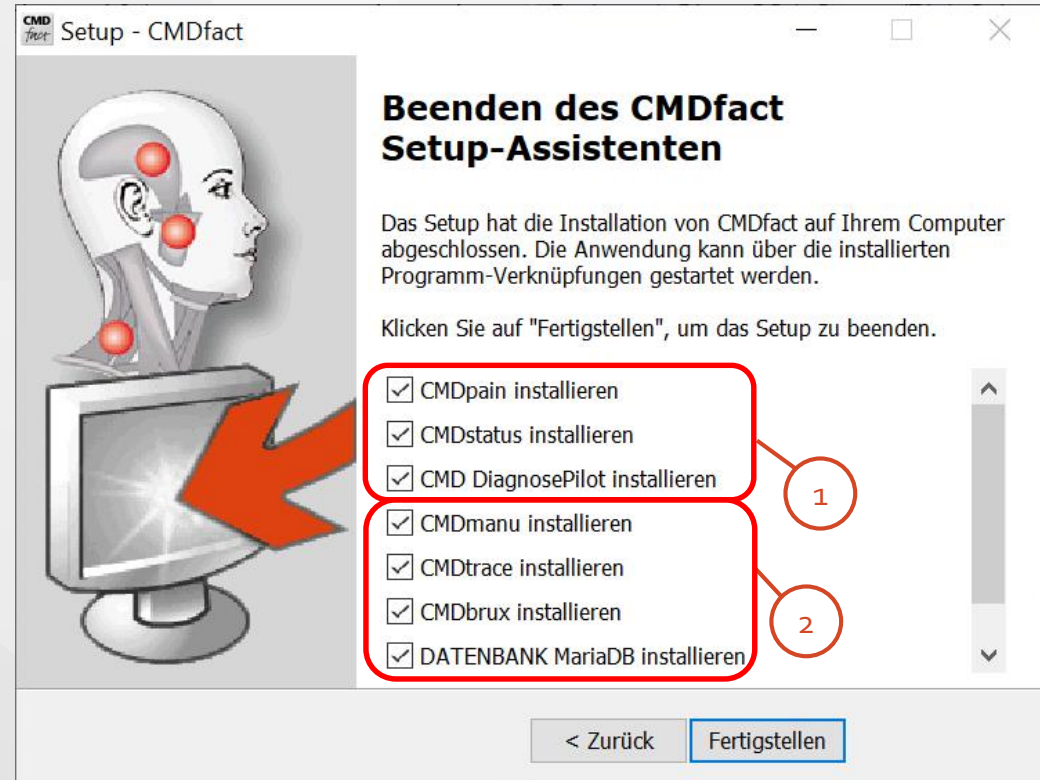 CMD
fact
Setup - CMDfact
Beenden des CMDfact
Setup-Assistenten
Das Setup hat die Installation von CMDfact auf Ihrem Computer
abgeschlossen. Die Anwendung kann über die installierten
Programm-Verknüpfungen gestartet werden.
Klicken Sie auf "Fertigstellen", um das Setup zu beenden.
CMDpain installieren
CMDstatus installieren
CMD DiagnosePilot installieren
1
CMDmanu installieren
CMDtrace installieren
CMDbrux installieren
2
DATENBANK MariaDB installieren
< Zurück
Fertigstellen